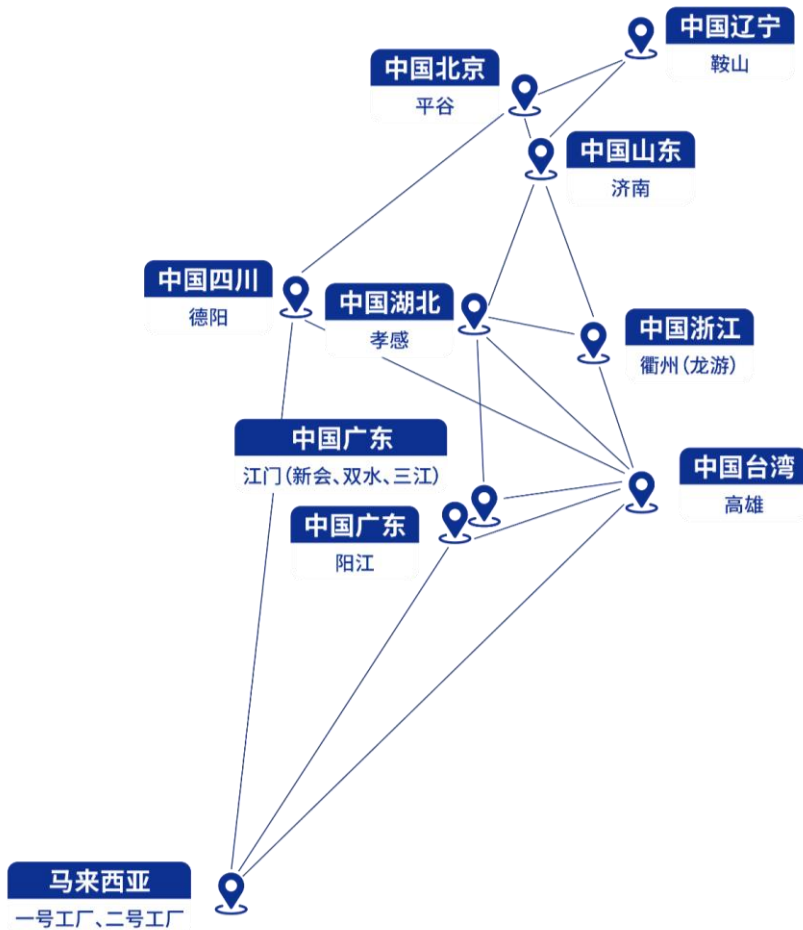 中国辽宁
鞍山
中国北京
平谷
中国山东
济南
中国四川
德阳
中国湖北
孝感
中国浙江
衢州(龙游)
中国广东
江门(新会、双水、三江)
中国台湾
高雄
中国广东
阳江
马来西亚
一号工厂、二号工厂